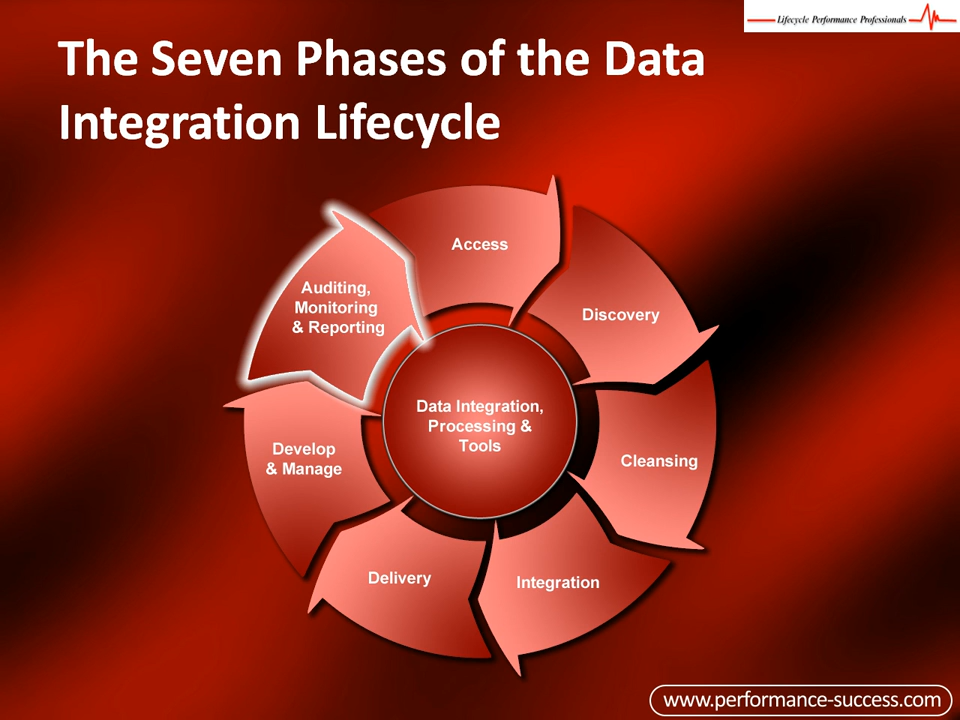 Lifecycle Performance Professionals
The Seven Phases of the Data
Integration Lifecycle
Access
Discovery
Cleansing
Integration
Delivery
Develop
& Manage
Auditing,
Monitoring
& Reporting
Data Integration,
Processing &
Tools
www.performance-success.com